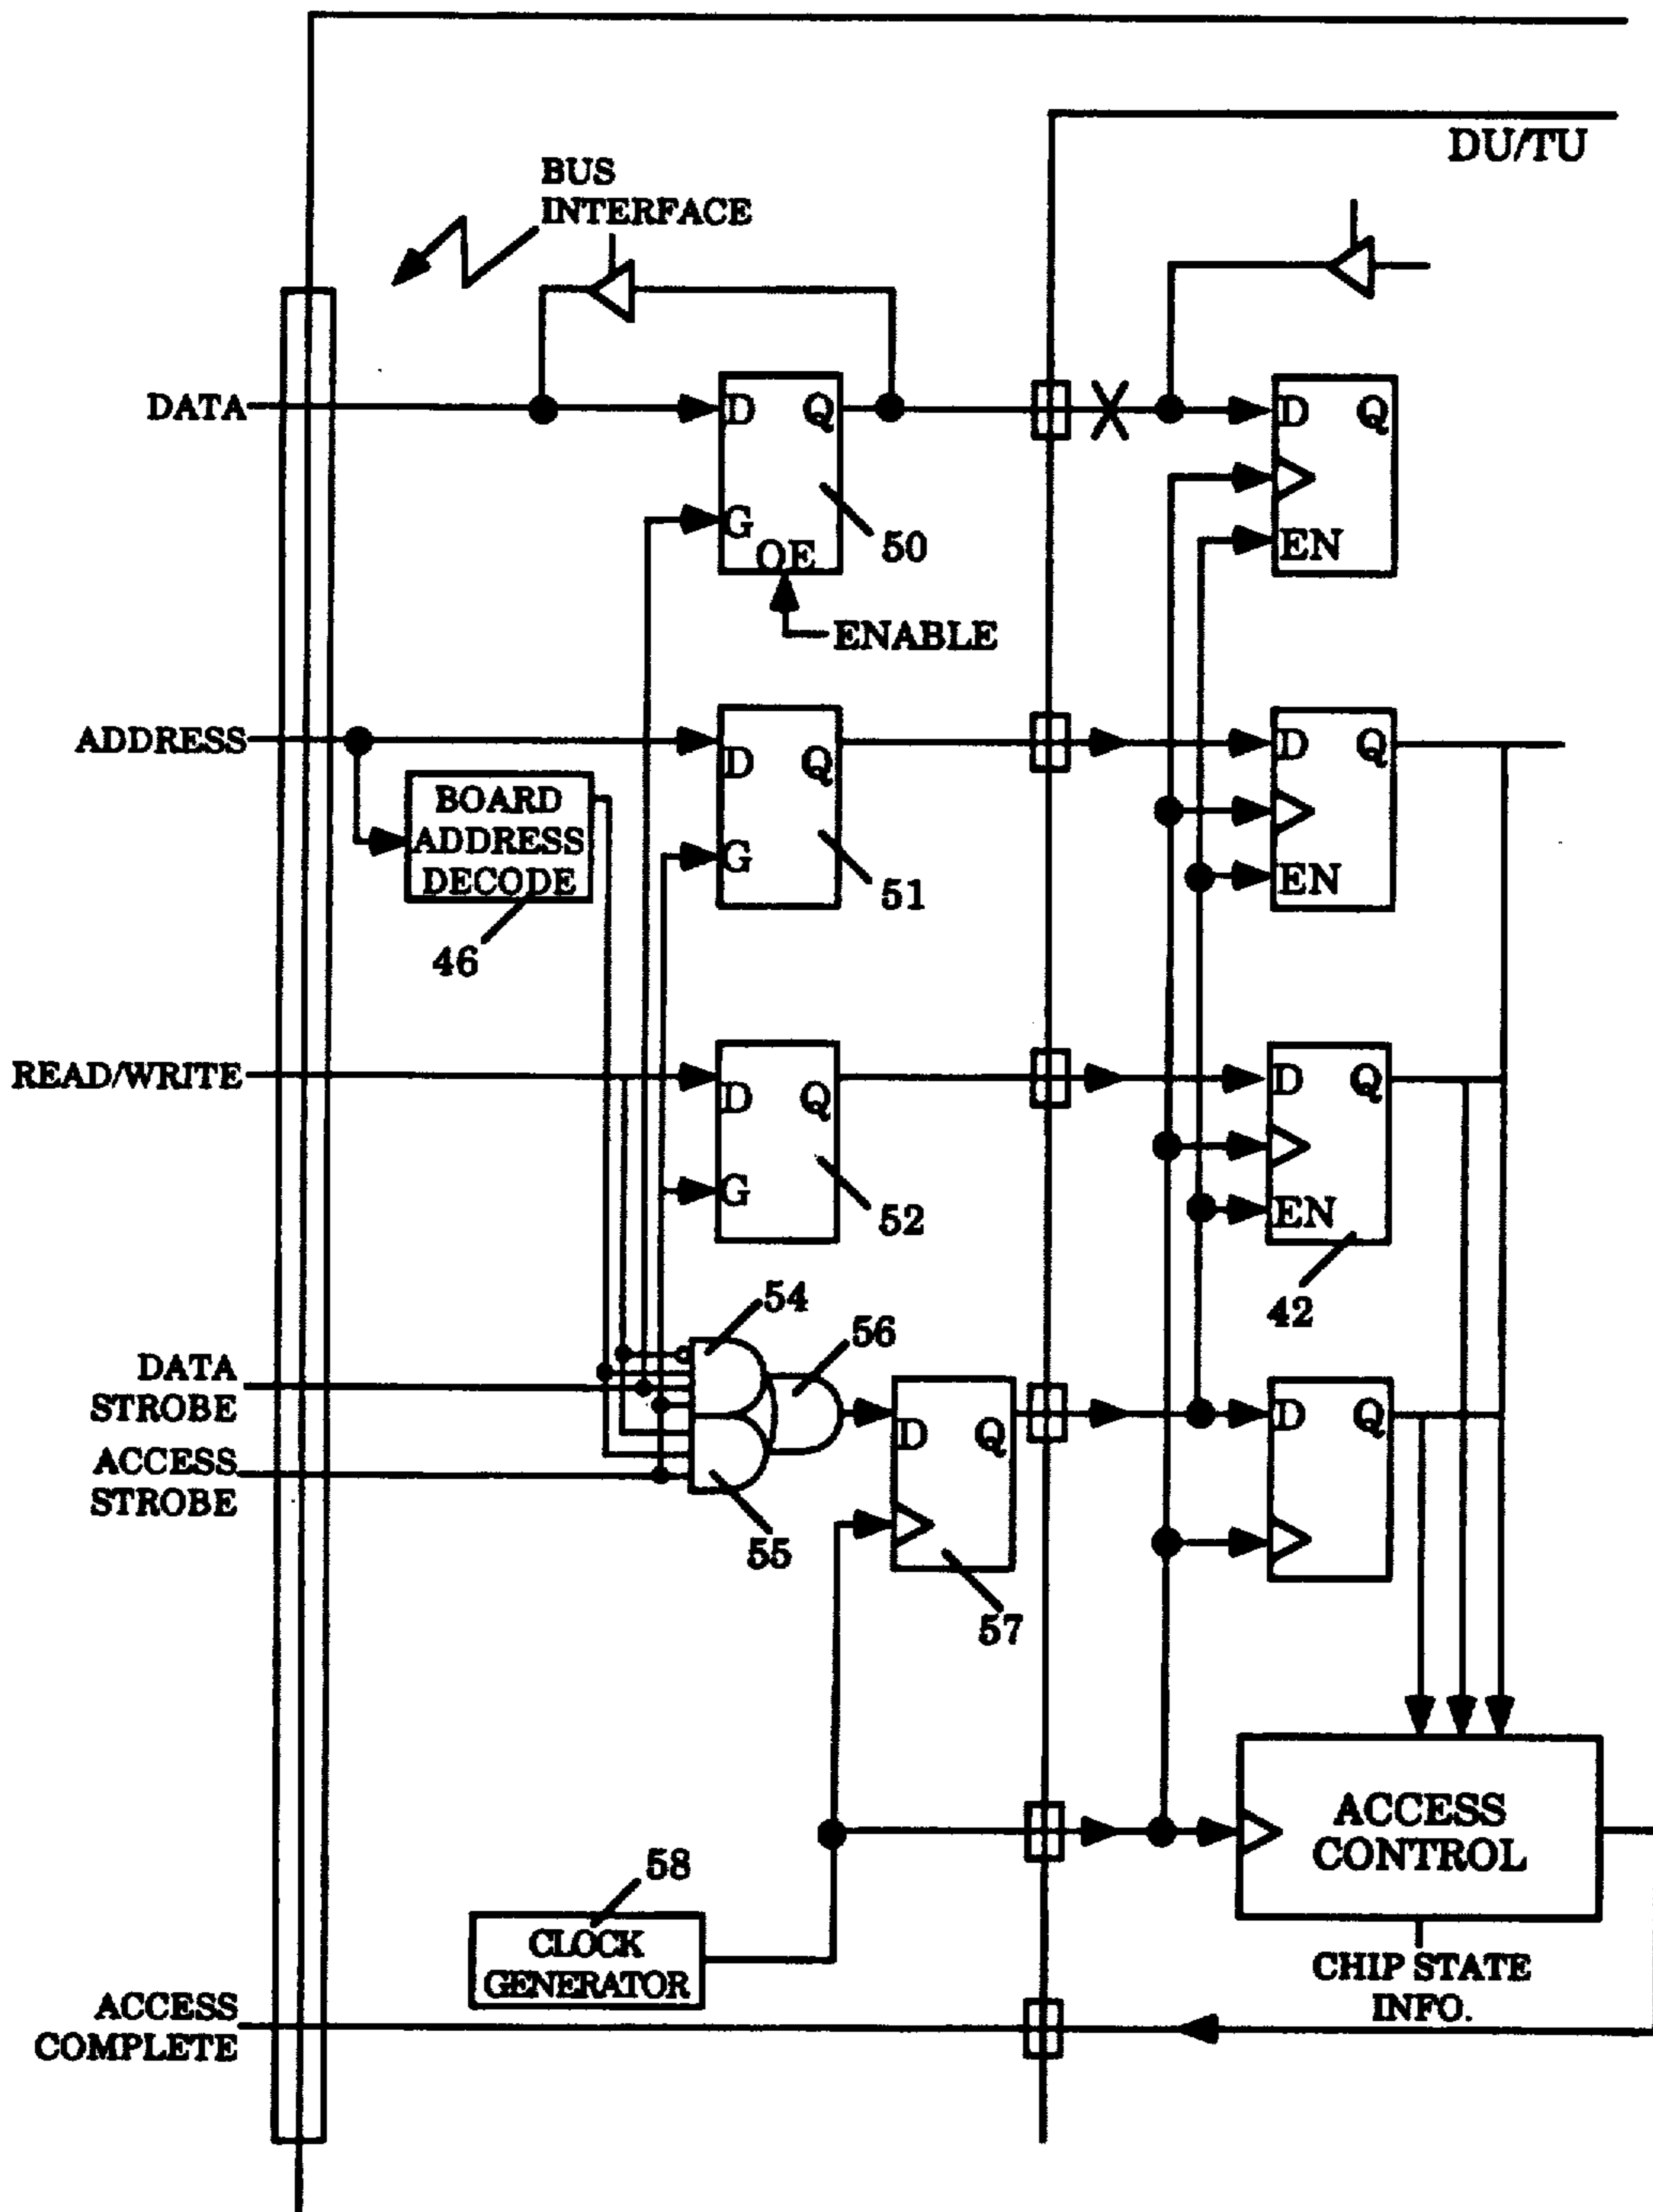 DU/TU
BUS
INTERFACE
DATA
D Q
G
OE
50
ENABLE
D Q
EN
ADDRESS
BOARD
ADDRESS
DECODE
46
D Q
G
51
D Q
EN
READ/WRITE
D Q
G
52
D Q
EN
42
54
56
DATA
STROBE
ACCESS
STROBE
55
D Q
57
D Q
ACCESS
CONTROL
58
CLOCK
GENERATOR
CHIP STATE
INFO.
ACCESS
COMPLETE